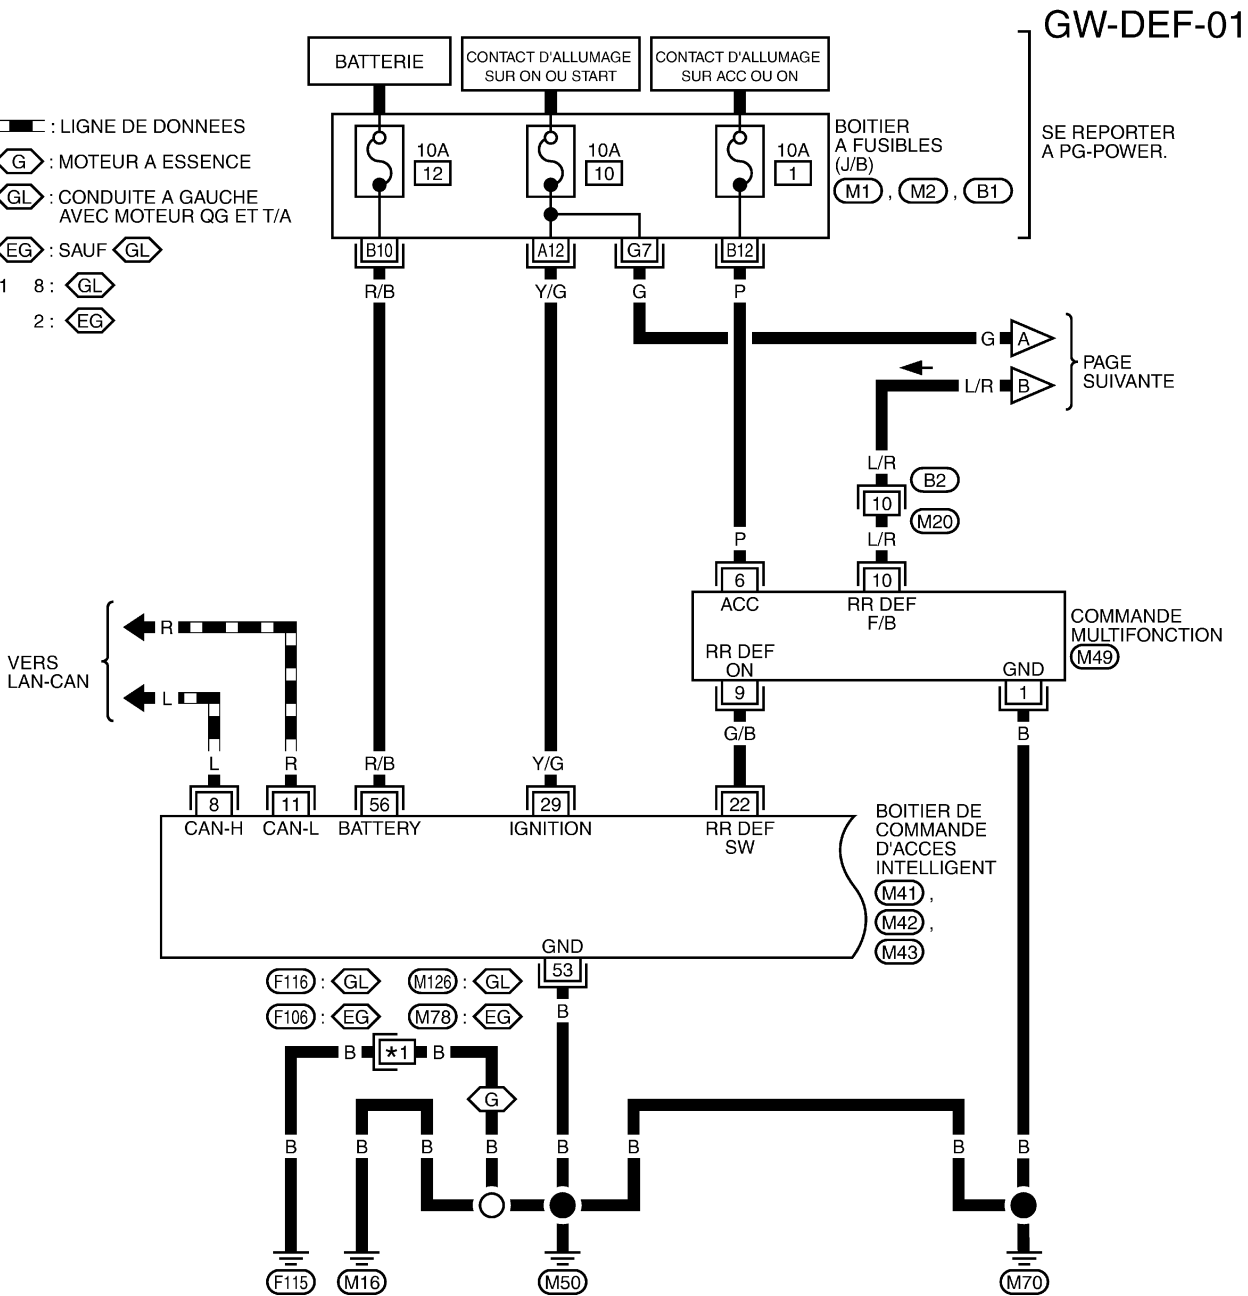 GW-DEF-01
BATTERIE
CONTACT D'ALLUMAGE
SUR ON OU START
CONTACT D'ALLUMAGE
SUR ACC OU ON
: LIGNE DE DONNEES
G : MOTEUR A ESSENCE
GL : CONDUITE A GAUCHE
AVEC MOTEUR QG ET T/A
EG : SAUF GL
1 8 : GL
2 : EG
10A
12
10A
10
10A
1
BOITIER
A FUSIBLES
(J/B)
M1 , M2 , B1
SE REPORTER
A PG-POWER.
B10
A12
G7
B12
R/B
Y/G
G
P
G A
L/R B
PAGE
SUIVANTE
L/R
B2
10
M20
P
L/R
6
10
ACC
RR DEF
F/B
RR DEF
ON
GND
COMMANDE
MULTIFONCTION
M49
9
1
G/B
B
VERS
LAN-CAN
R
L
L
R
R/B
Y/G
8
11
56
29
22
CAN-H
CAN-L
BATTERY
IGNITION
RR DEF
SW
BOITIER DE
COMMANDE
D'ACCES
INTELLIGENT
M41 ,
M42 ,
M43
GND
53
F116 : GL
M126 : GL
F106 : EG
M78 : EG
B
B *1 B
G
B
B
B
B
B
B
B
B
F115
M16
M50
M70